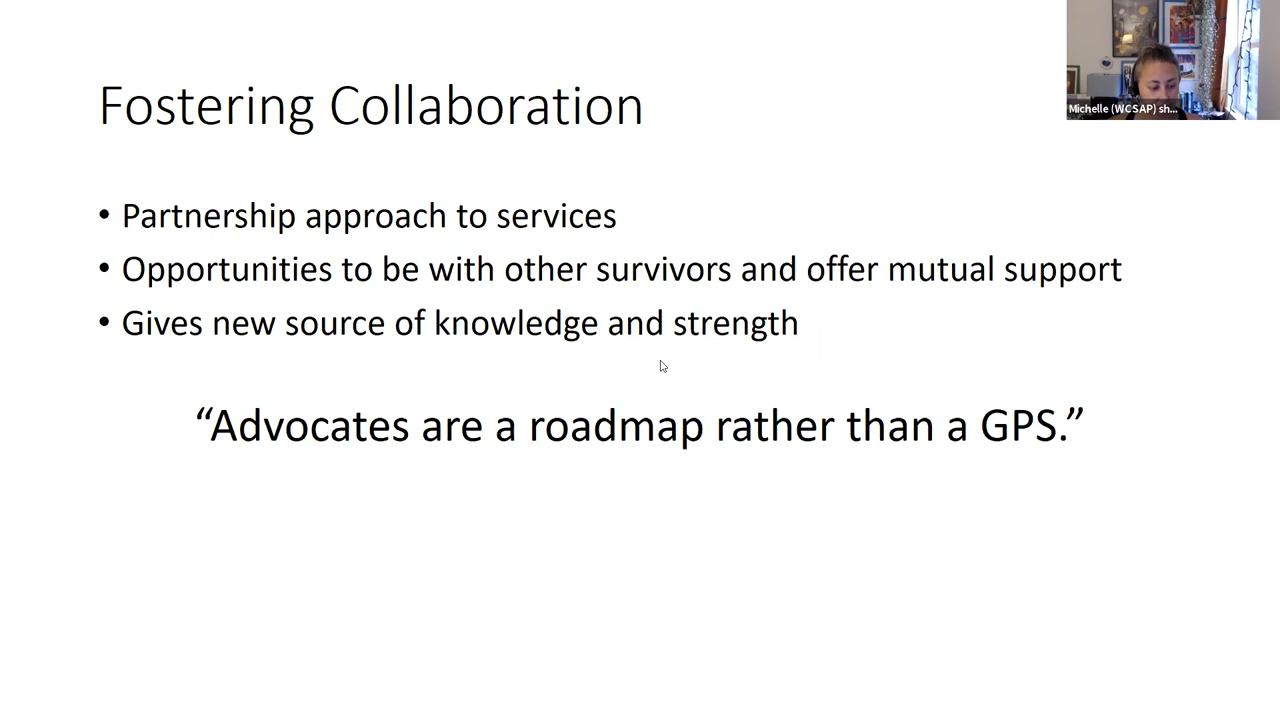 Fostering Collaboration
Michelle (WCSAP) sh...
• Partnership approach to services
• Opportunities to be with other survivors and offer mutual support
• Gives new source of knowledge and strength
“Advocates are a roadmap rather than a GPS.”